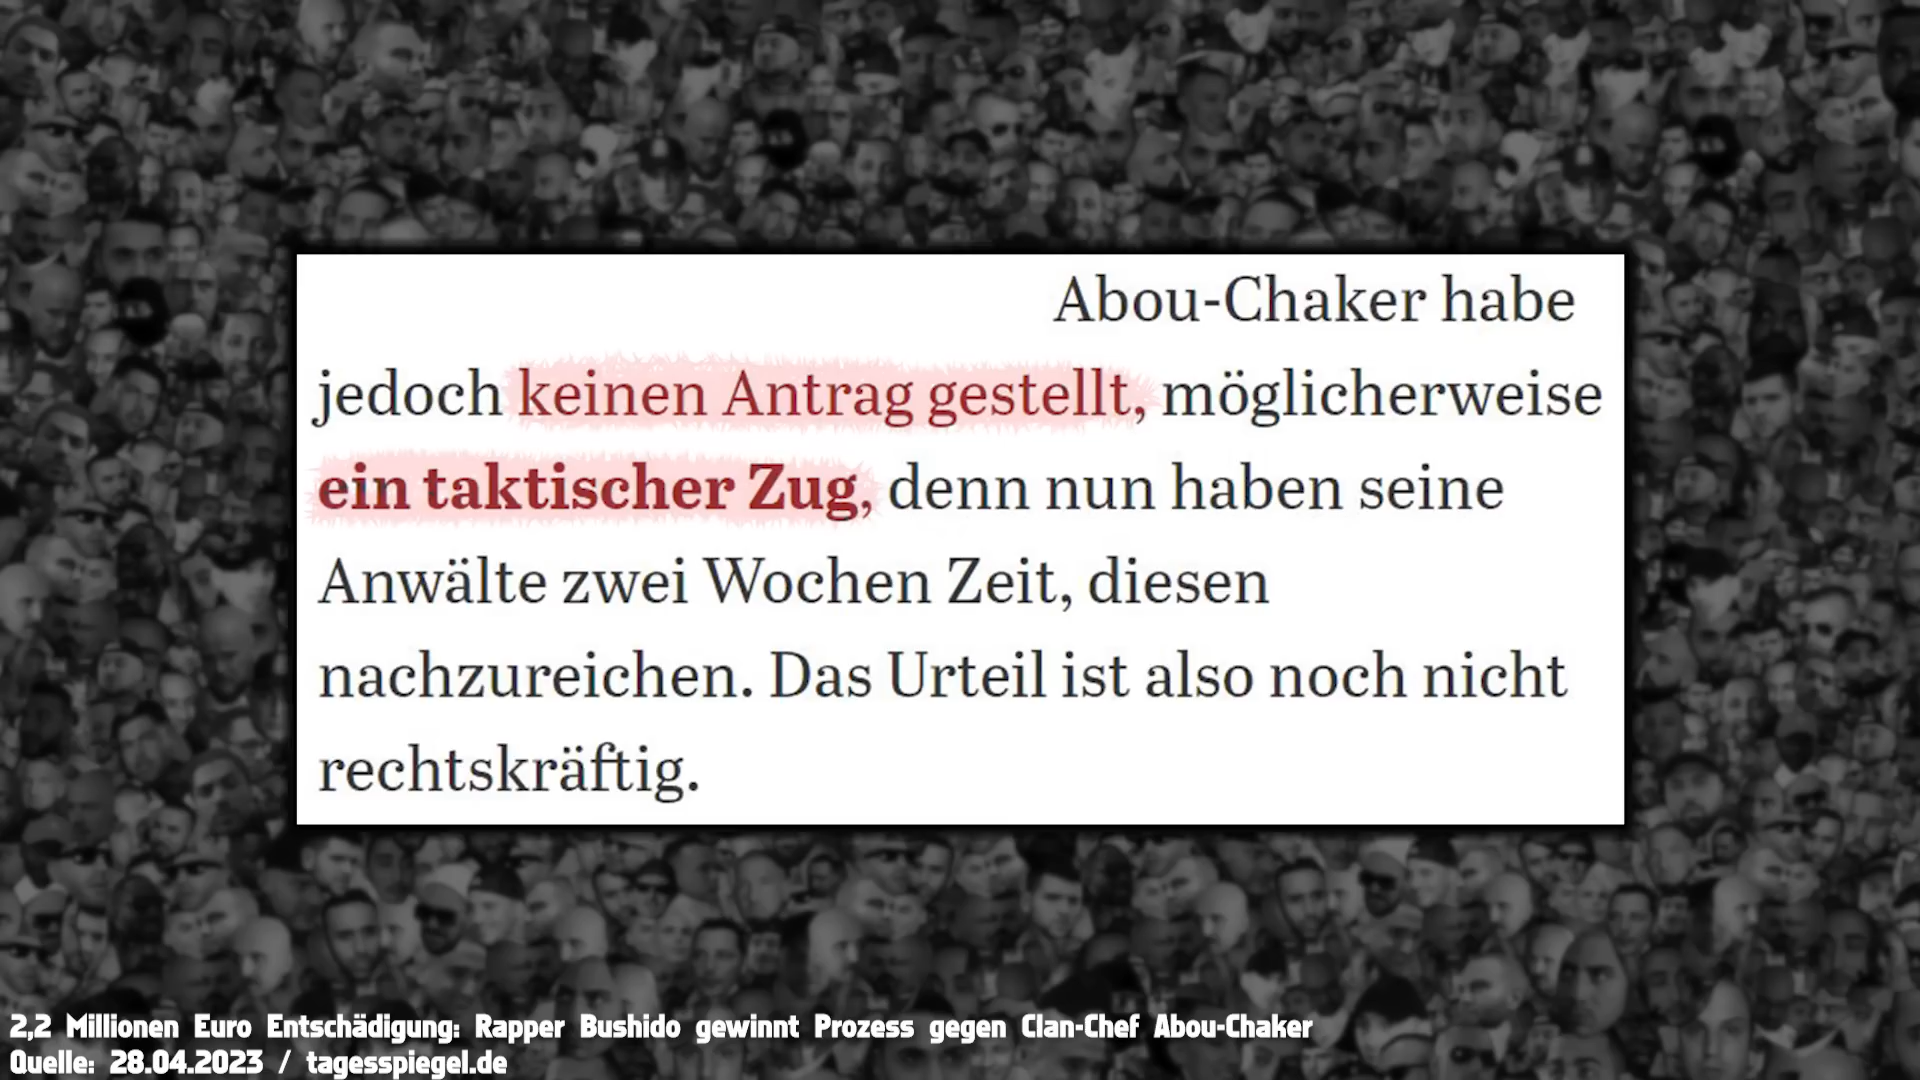 Abou-Chaker habe
jedoch keinen Antrag gestellt, möglicherweise
ein taktischer Zug, denn nun haben seine
Anwälte zwei Wochen Zeit, diesen
nachzureichen. Das Urteil ist also noch nicht
rechtskräftig.
2,2 Millionen Euro Entschädigung: Rapper Bushido gewinnt Prozess gegen Clan-Chef Abou-Chaker
Quelle: 28.04.2023 / tagesspiegel.de